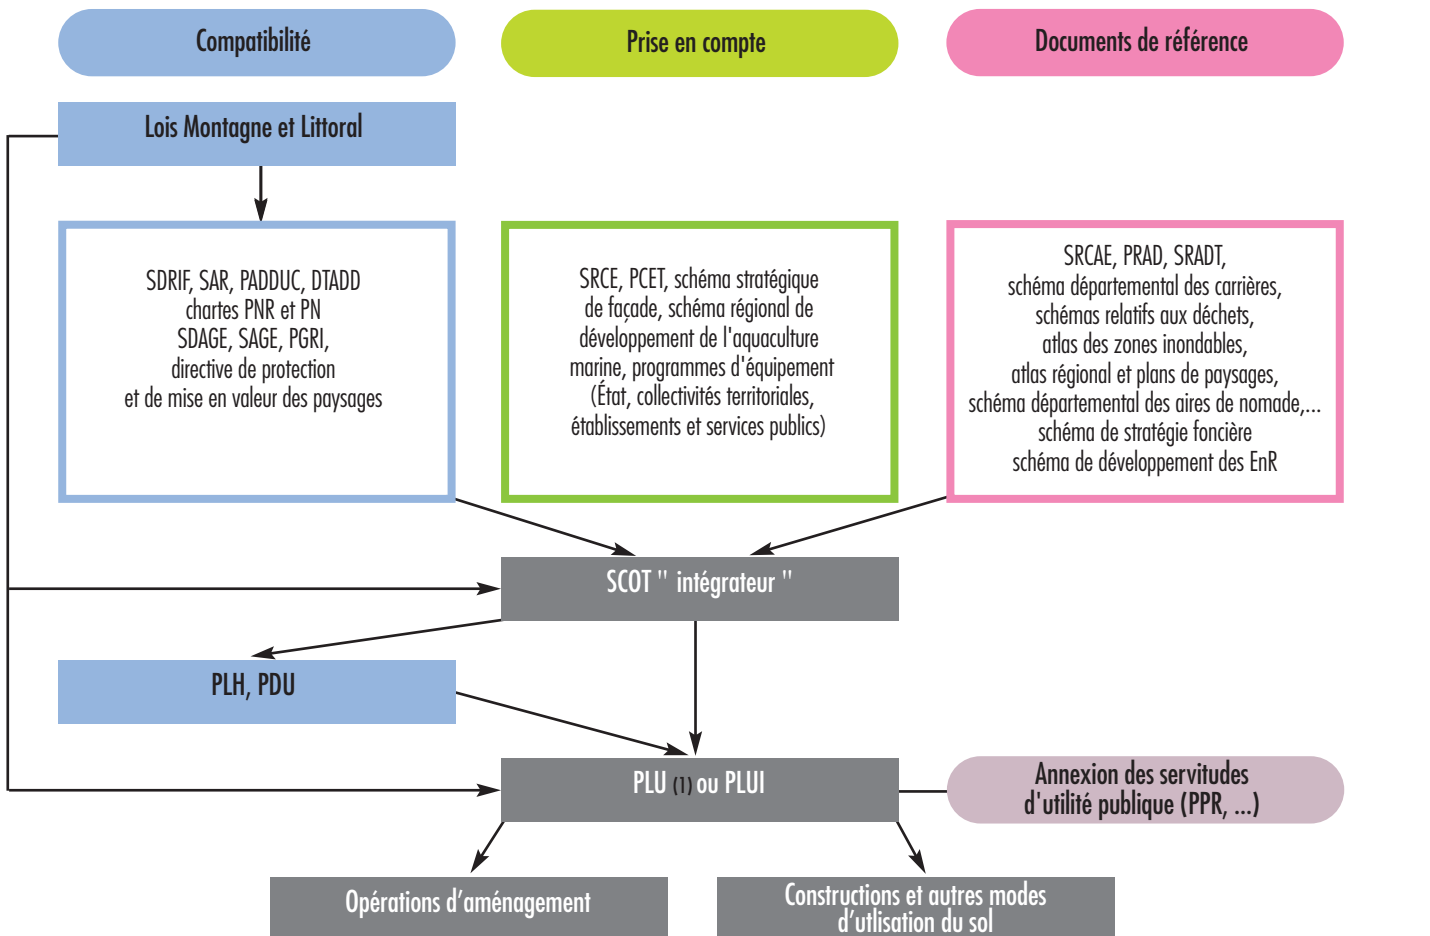 Compatibilité
Prise en compte
Documents de référence
Lois Montagne et Littoral
SDRIF, SAR, PADDUC, DTADD
chartes PNR et PN
SDAGE, SAGE, PGRI,
directive de protection
et de mise en valeur des paysages
SRCE, PCET, schéma stratégique
de façade, schéma régional de
développement de l'aquaculture
marine, programmes d'équipement
(État, collectivités territoriales,
établissements et services publics)
SRCAE, PRAD, SRADT,
schéma départemental des carrières,
schémas relatifs aux déchets,
atlas des zones inondables,
atlas régional et plans de paysages,
schéma départemental des aires de nomade,...
schéma de stratégie foncière
schéma de développement des EnR
SCOT " intégrateur "
PLH, PDU
PLU (1) ou PLUI
Annexion des servitudes
d'utilité publique (PPR, ...)
Opérations d’aménagement
Constructions et autres modes
d’utlisation du sol